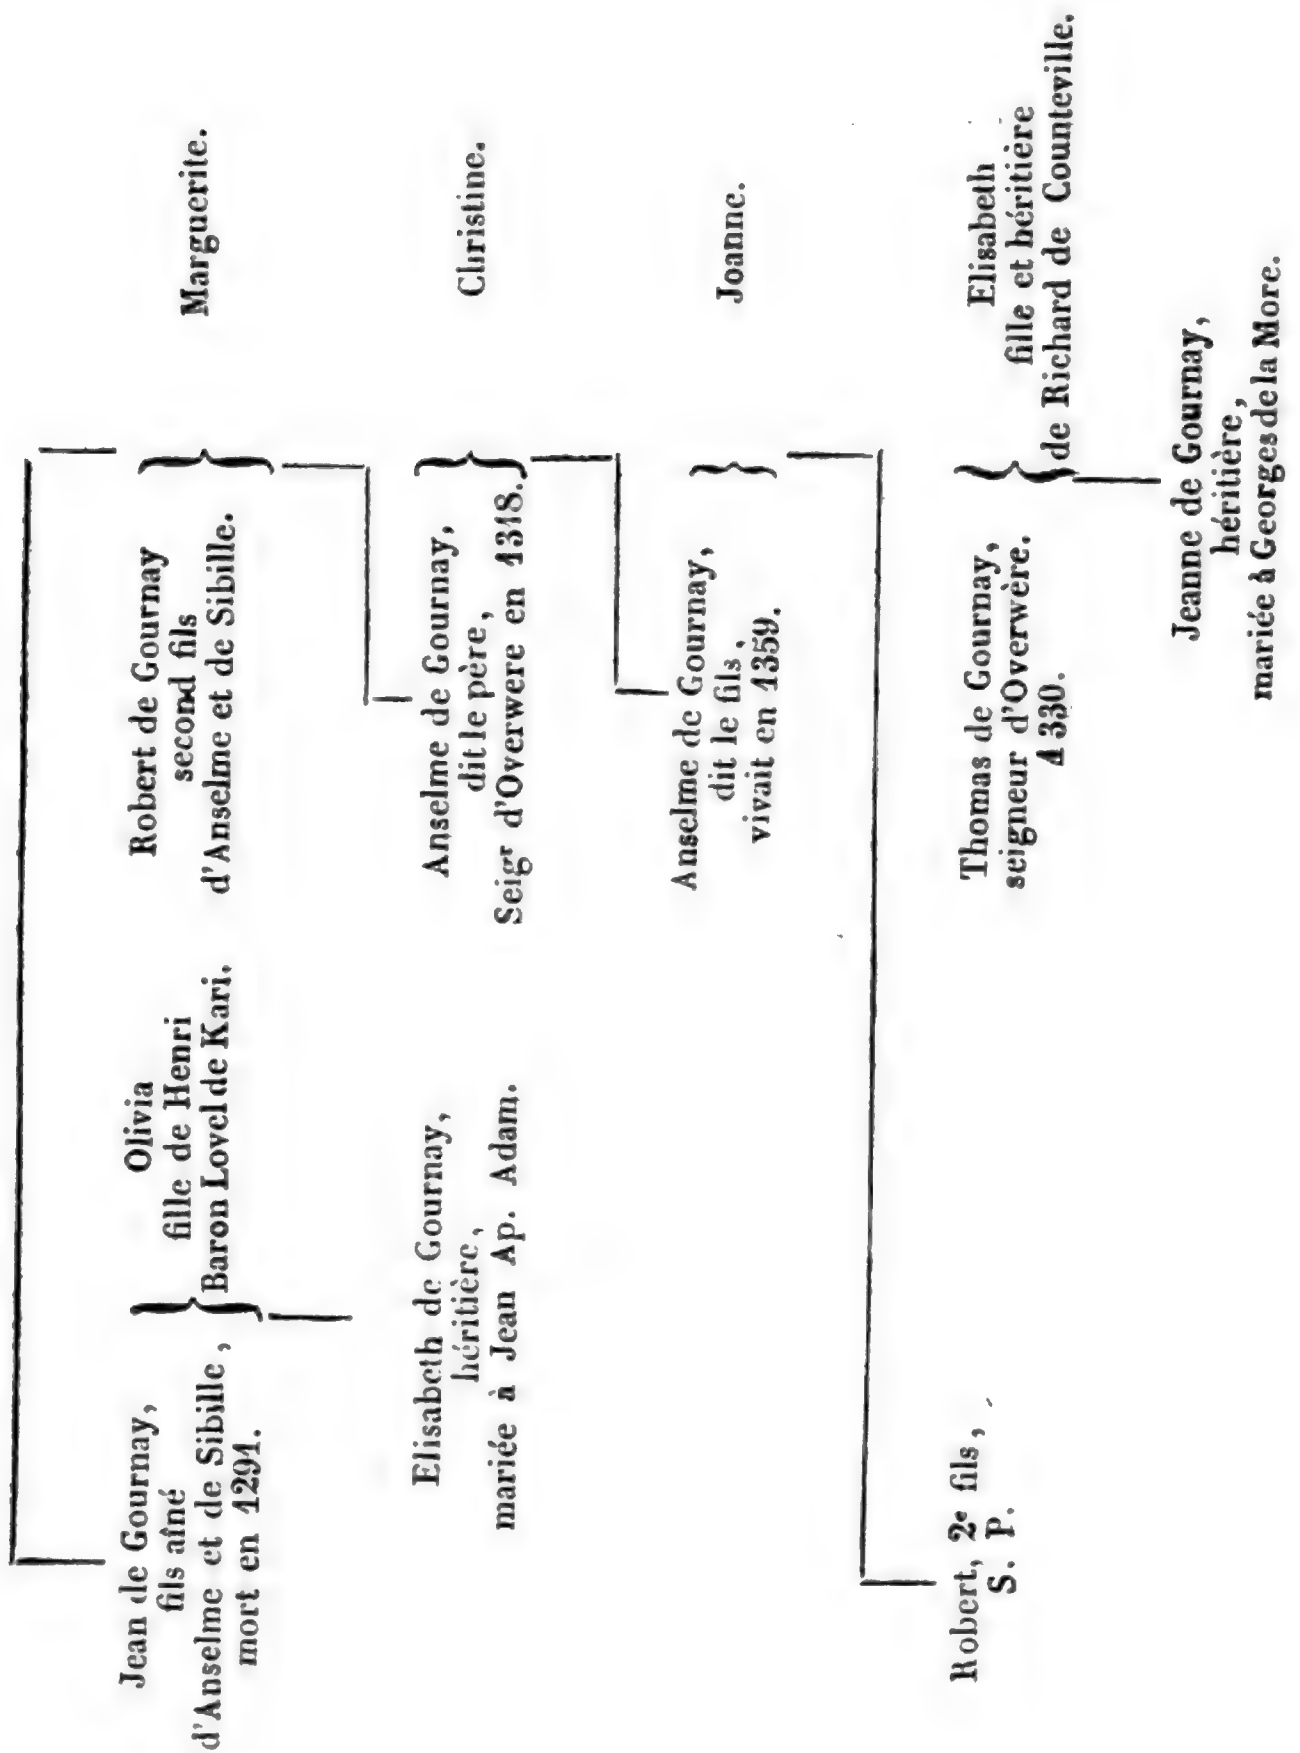 Jean de Gournay,
fils aîné
d'Anselme et de Sibille,
mort en 1291.
Olivia
fille de Henri
Baron Lovel de Kari.
Robert de Gournay
second fils
d'Anselme et de Sibille.
Marguerite.
Elisabeth de Gournay,
héritière,
mariée à Jean Ap. Adam.
Anselme de Gournay,
dit le père,
Seigr d'Overwere en 1318.
Christine.
Anselme de Gournay,
dit le fils,
vivait en 1359.
Joanne.
Robert, 2e fils,
S. P.
Thomas de Gournay,
seigneur d'Overwère.
1330.
Elisabeth
fille et héritière
de Richard de Counteville.
Jeanne de Gournay,
héritière,
mariée à Georges de la More.